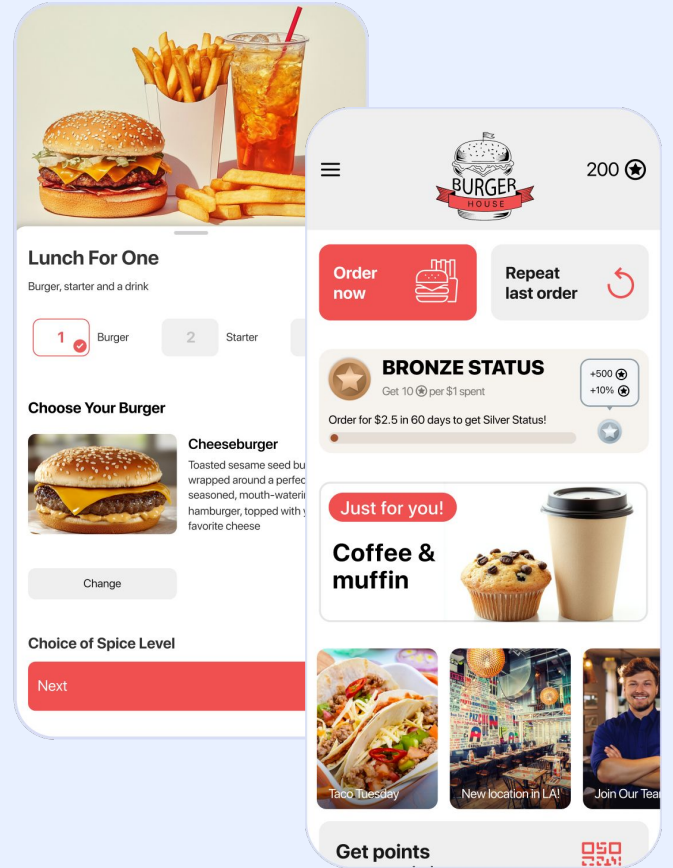 Lunch For One
Burger, starter and a drink
1
Burger
2
Starter
Choose Your Burger
Cheeseburger
Toasted sesame seed bu
wrapped around a perfec
seasoned, mouth-waterin
hamburger, topped with y
favorite cheese
Change
Choice of Spice Level
Next
BURGER
HOUSE
200
Order
now
Repeat
last order
BRONZE STATUS
Get 10 per $1 spent
Order for $2.5 in 60 days to get Silver Status!
+500
+10%
Just for you!
Coffee &
muffin
Taco Tuesday
New location in LA!
Join Our Tea
Get points